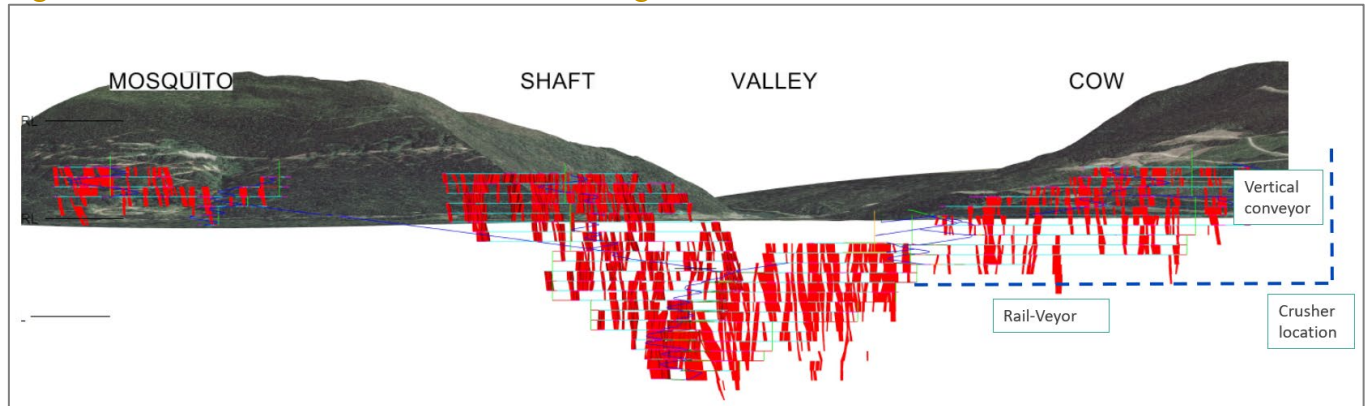 MOSQUITO
SHAFT
VALLEY
COW
RL
Vertical
conveyor
RL
Rail-Veyor
Crusher
location